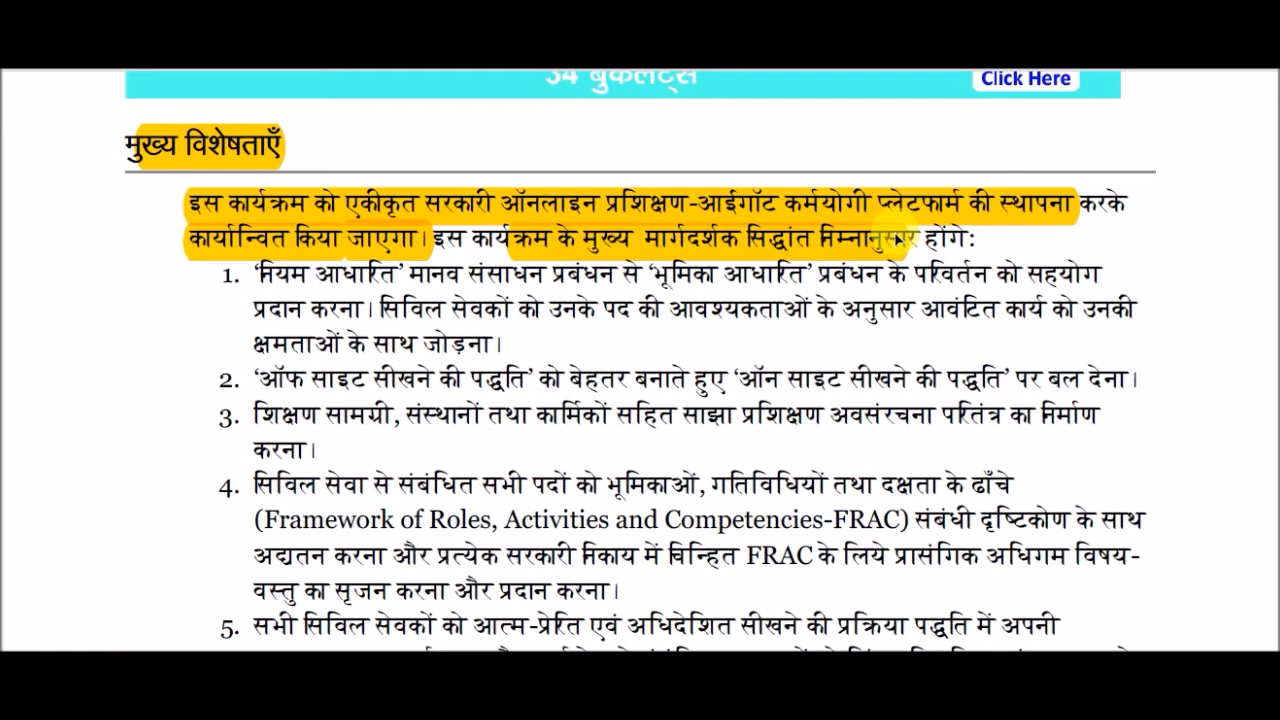 34 बुकलेट्स
Click Here
मुख्य विशेषताएँ
इस कार्यक्रम को एकीकृत सरकारी ऑनलाइन प्रशिक्षण-आईगॉट कर्मयोगी प्लेटफार्म की स्थापना करके
कार्यान्वित किया जाएगा। इस कार्यक्रम के मुख्य मार्गदर्शक सिद्धांत निम्नानुसार होंगे:
1. ‘नियम आधारित’ मानव संसाधन प्रबंधन से ‘भूमिका आधारित’ प्रबंधन के परिवर्तन को सहयोग
प्रदान करना। सिविल सेवकों को उनके पद की आवश्यकताओं के अनुसार आवंटित कार्य को उनकी
क्षमताओं के साथ जोड़ना।
2. ‘ऑफ साइट सीखने की पद्धति’ को बेहतर बनाते हुए ‘ऑन साइट सीखने की पद्धति’ पर बल देना।
3. शिक्षण सामग्री, संस्थानों तथा कार्मिकों सहित साझा प्रशिक्षण अवसंरचना परितंत्र का निर्माण
करना।
4. सिविल सेवा से संबंधित सभी पदों को भूमिकाओं, गतिविधियों तथा दक्षता के ढाँचे
(Framework of Roles, Activities and Competencies-FRAC) संबंधी दृष्टिकोण के साथ
अद्यतन करना और प्रत्येक सरकारी निकाय में चिन्हित FRAC के लिये प्रासंगिक अधिगम विषय-
वस्तु का सृजन करना और प्रदान करना।
5. सभी सिविल सेवकों को आत्म-प्रेरित एवं अधिदेशित सीखने की प्रक्रिया पद्धति में अपनी